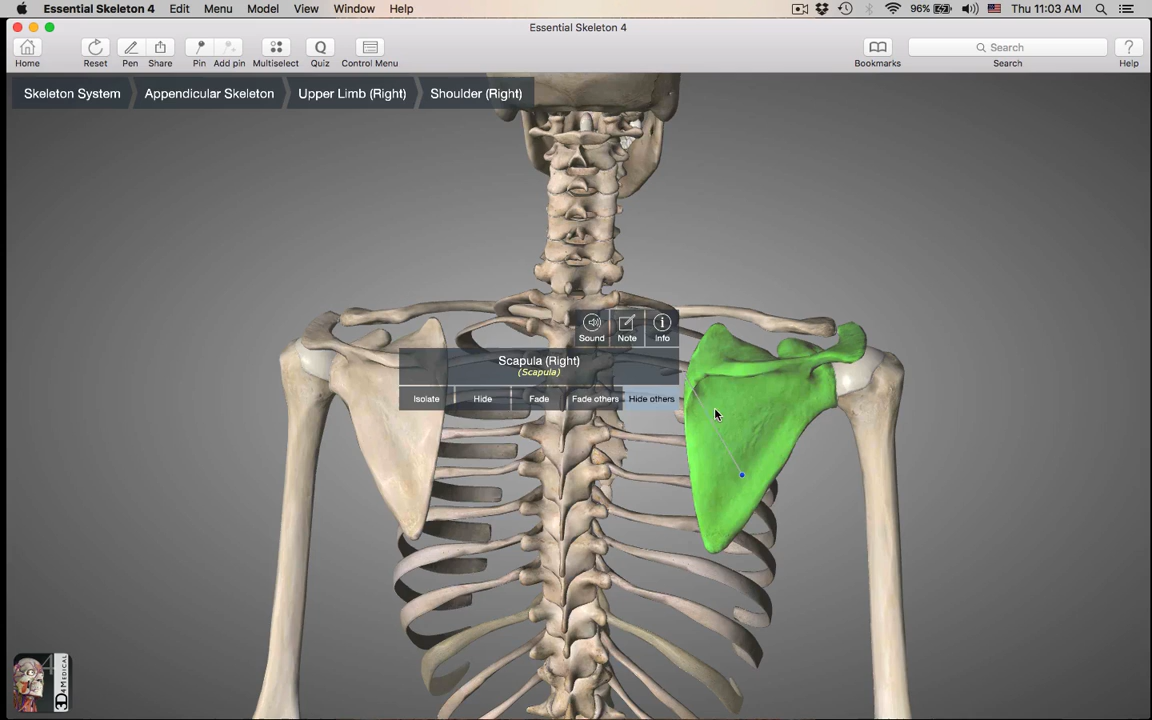 Essential Skeleton 4 Edit Menu Model View Window Help 96% Thu 11:03 AM
Essential Skeleton 4
Home Reset Pen Share Pin Add pin Multiselect Quiz Control Menu Bookmarks Search Help
Search
Skeleton System Appendicular Skeleton Upper Limb (Right) Shoulder (Right)
Sound Note Info
Scapula (Right)
(Scapula)
Isolate Hide Fade Fade others Hide others
3D4MEDICAL